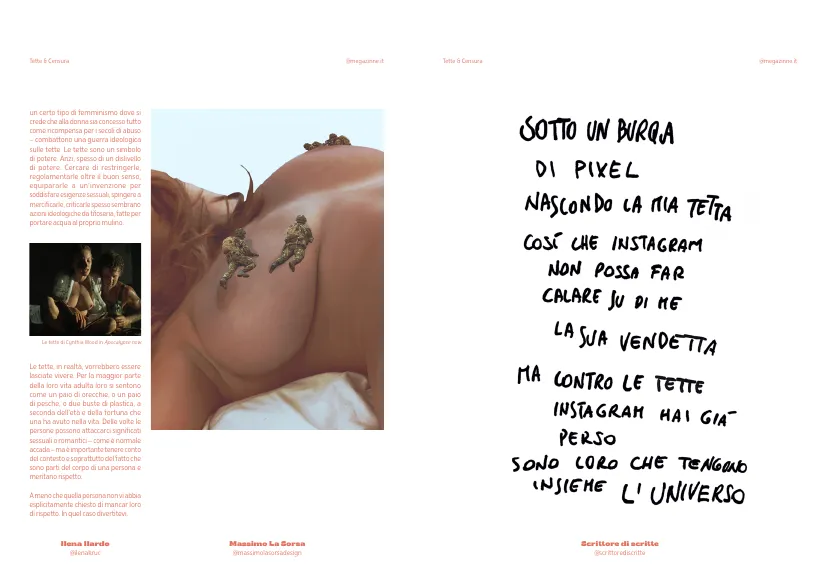 Tette & Censura
@megazinne.it
un certo tipo di femminismo dove si
crede che alla donna sia concesso tutto
come ricompensa per i secoli di abuso
– combattono una guerra ideologica
sulle tette. Le tette sono un simbolo
di potere. Anzi, spesso di un dislivello
di potere. Cercare di restringerle,
regolamentarle oltre il buon senso,
equipararle a un'invenzione per
soddisfare esigenze sessuali, spingere a
mercificarle, criticarle spesso sembrano
azioni ideologiche da titosaria, fatte per
portare acqua al proprio mulino.
Le tette di Cynthia Wood in Apocalypse now
Le tette, in realtà, vorrebbero essere
lasciate vivere. Per la maggior parte
della loro vita adulta loro si sentono
come un paio di orecchie, o un paio
di pesche, o due buste di plastica, a
seconda dell'età e della fortuna che
una ha avuto nella vita. Delle volte le
persone possono attaccarci significati
sessuali o romantici – come è normale
accada – ma è importante tenere conto
del contesto e soprattutto del fatto che
sono parti del corpo di una persona e
meritano rispetto.
A meno che quella persona non vi abbia
esplicitamente chiesto di mancar loro
di rispetto. In quel caso divertitevi.
Ilena Ilardo
@ilenabruc
Massimo La Sorsa
@massimolasorsadesign
Tette & Censura
@megazinne.it
SOTTO UN BURQA
DI PIXEL
NASCONDO LA MIA TETTA
COSÍ CHE INSTAGRAM
NON POSSA FAR
CALARE SU DI ME
LA SUA VENDETTA
MA CONTRO LE TETTE
INSTAGRAM HAI GIA'
PERSO
SONO LORO CHE TENGONO
INSIEME L'UNIVERSO
Scrittore di scritte
@scrittorediscritte